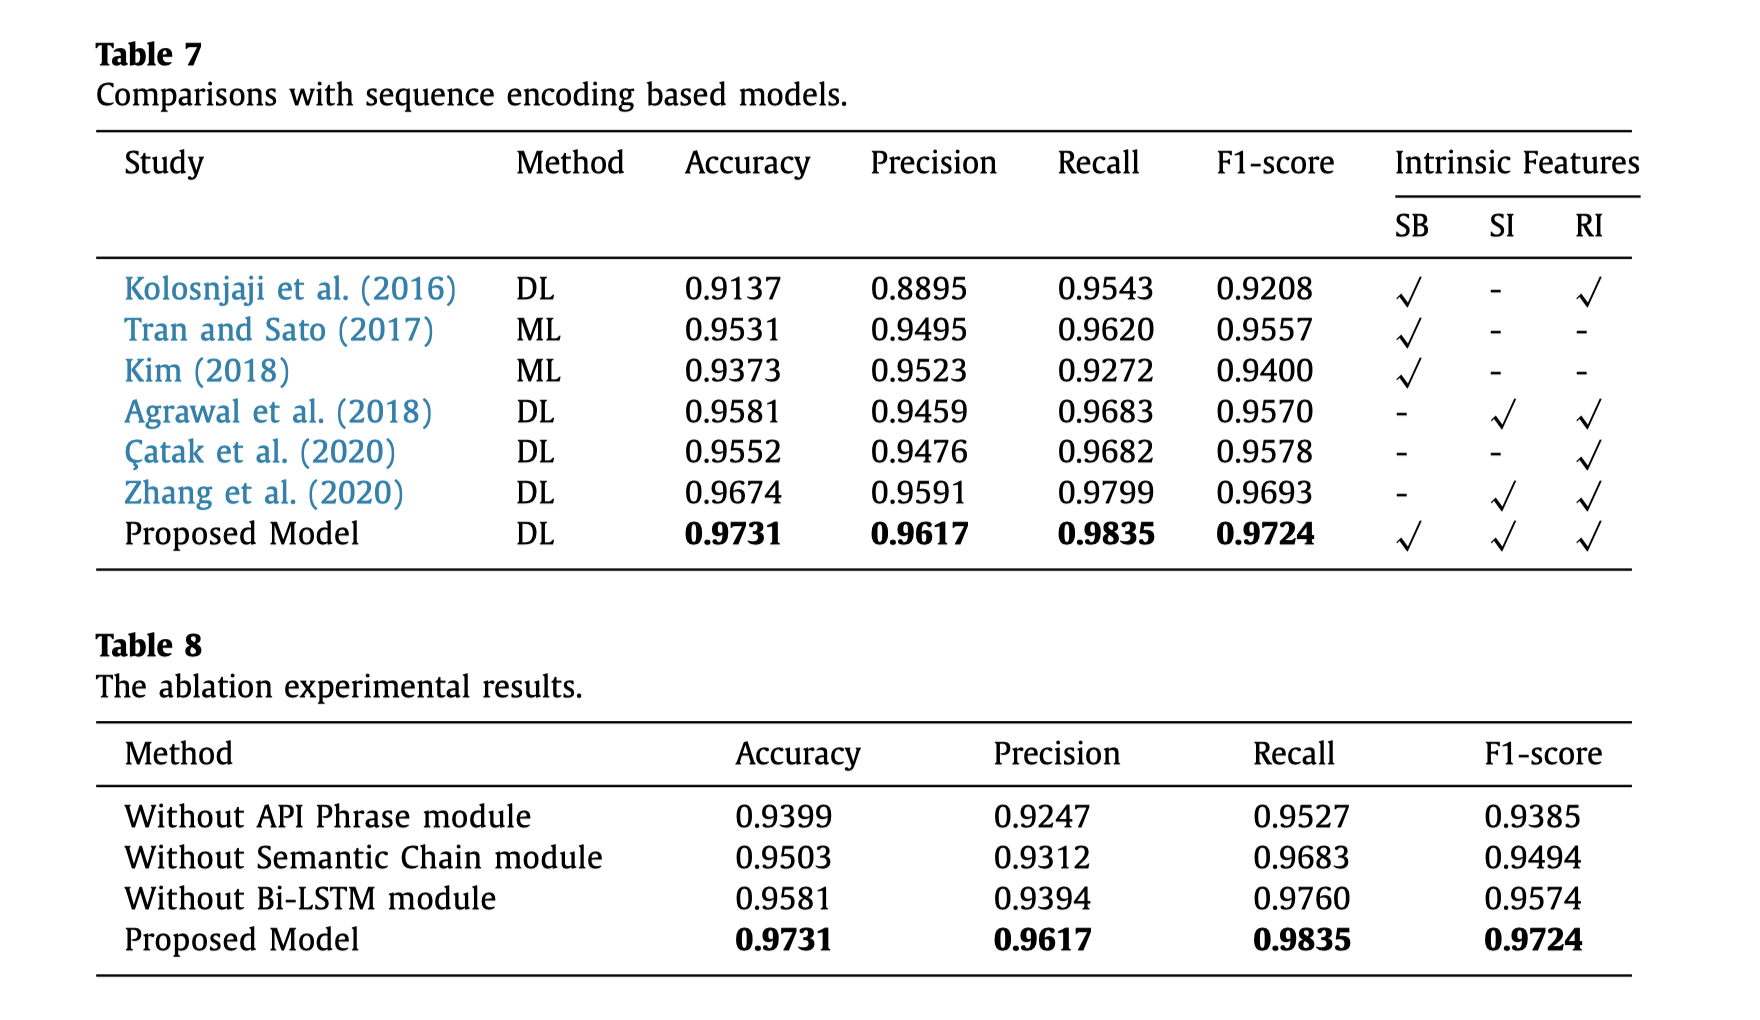 Table 7
Comparisons with sequence encoding based models.
Study Method Accuracy Precision Recall F1-score Intrinsic Features
SB SI RI
Kolosnjaji et al. (2016) DL 0.9137 0.8895 0.9543 0.9208 √ - √
Tran and Sato (2017) ML 0.9531 0.9495 0.9620 0.9557 √ - -
Kim (2018) ML 0.9373 0.9523 0.9272 0.9400 √ - -
Agrawal et al. (2018) DL 0.9581 0.9459 0.9683 0.9570 - √ √
Çatak et al. (2020) DL 0.9552 0.9476 0.9682 0.9578 - - √
Zhang et al. (2020) DL 0.9674 0.9591 0.9799 0.9693 - √ √
Proposed Model DL 0.9731 0.9617 0.9835 0.9724 √ √ √
Table 8
The ablation experimental results.
Method Accuracy Precision Recall F1-score
Without API Phrase module 0.9399 0.9247 0.9527 0.9385
Without Semantic Chain module 0.9503 0.9312 0.9683 0.9494
Without Bi-LSTM module 0.9581 0.9394 0.9760 0.9574
Proposed Model 0.9731 0.9617 0.9835 0.9724